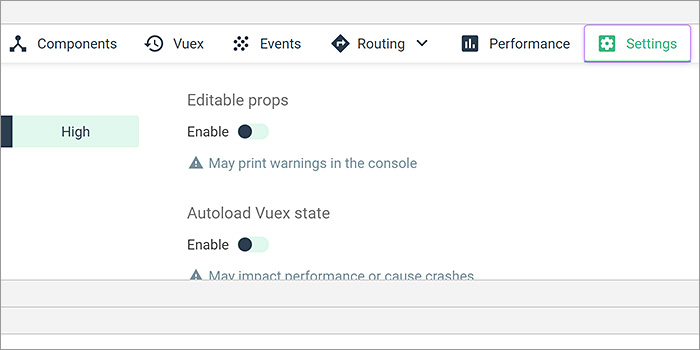 Components Vuex Events Routing Performance Settings
Editable props
High
Enable
May print warnings in the console
Autoload Vuex state
Enable
May impact performance or cause crashes